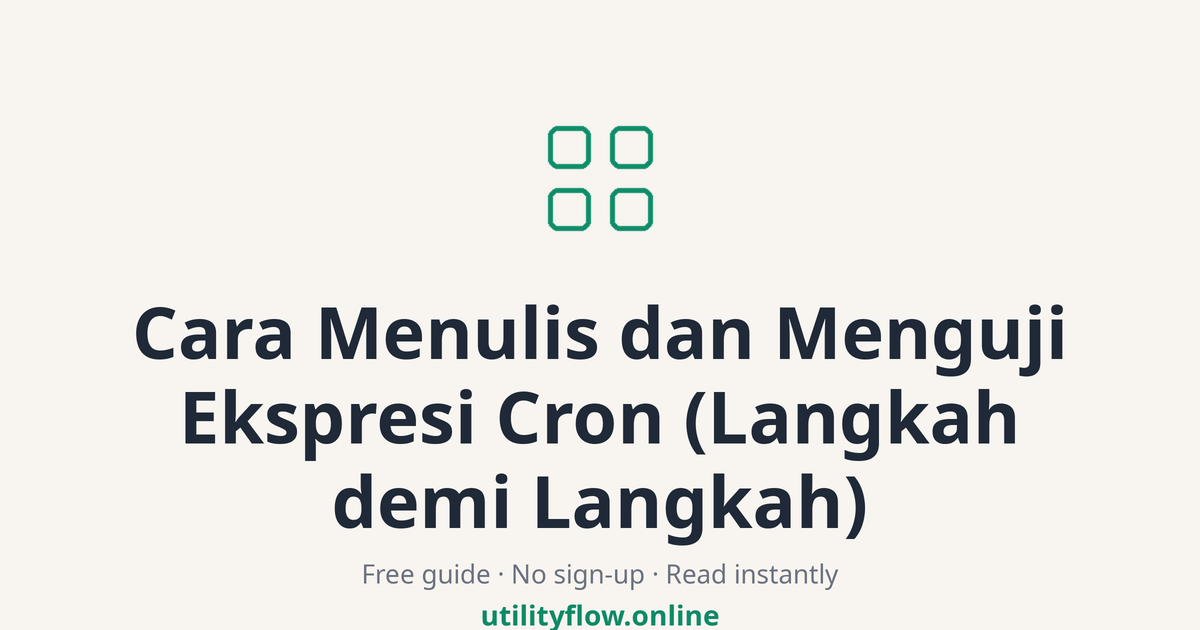 Cara Menulis dan Menguji
Ekspresi Cron (Langkah
demi Langkah)
Free guide · No sign-up · Read instantly
utilityflow.online